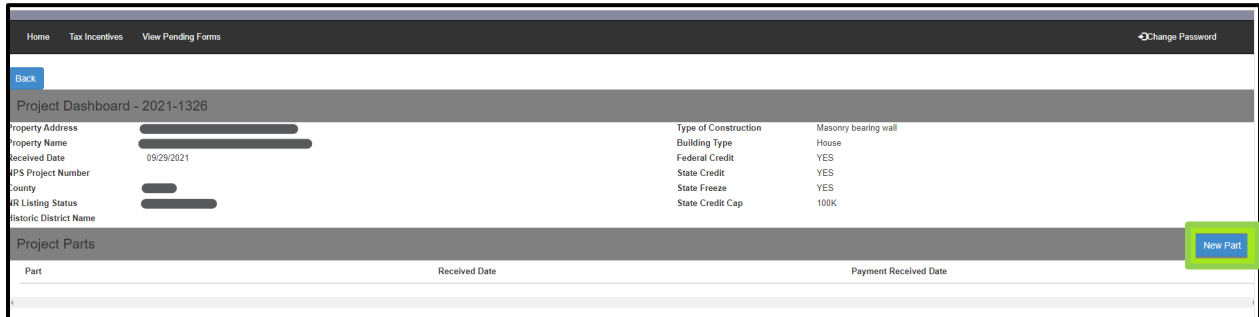 Home Tax Incentives View Pending Forms Change Password
Back
Project Dashboard - 2021-1326
Property Address Type of Construction Masonry bearing wall
Property Name Building Type House
Received Date 09/29/2021 Federal Credit YES
NPS Project Number State Credit YES
County State Freeze YES
NR Listing Status State Credit Cap 100K
Historic District Name
Project Parts New Part
Part Received Date Payment Received Date